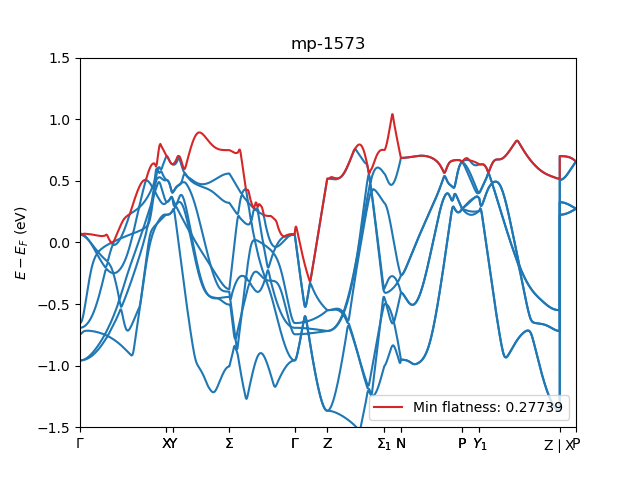 mp-1573
E − E_F (eV)
1.5
1.0
0.5
0.0
−0.5
−1.0
−1.5
Min flatness: 0.27739
Γ X Y Σ Γ Z Σ₁ N P Y₁ Z | X P